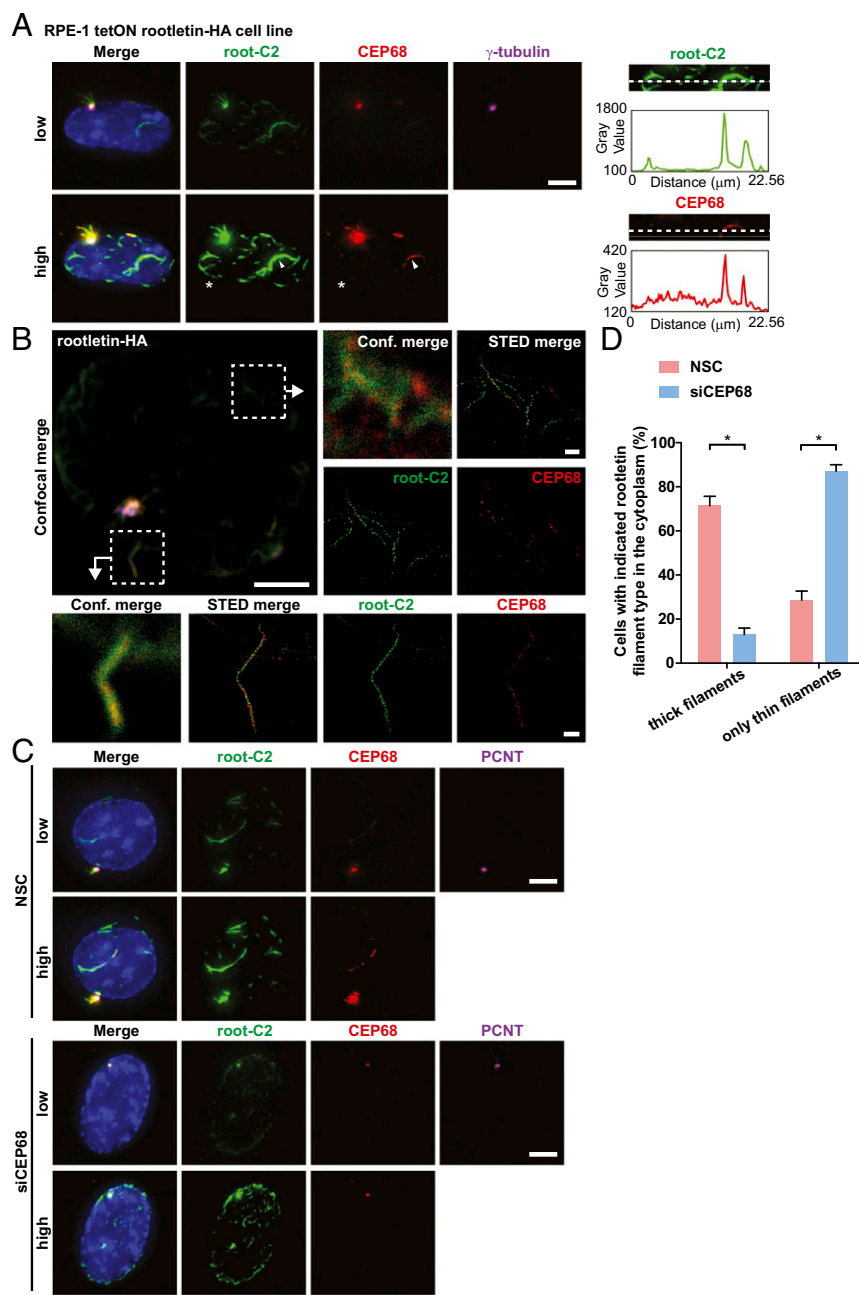 A
RPE-1 tetON rootletin-HA cell line
Merge root-C2 CEP68 γ-tubulin
low
high
*
*
root-C2
1800
Gray Value
100
0 Distance (μm) 22.56
CEP68
420
Gray Value
120
0 Distance (μm) 22.56
B
rootletin-HA
Confocal merge
Conf. merge STED merge
root-C2 CEP68
Conf. merge STED merge root-C2 CEP68
C
Merge root-C2 CEP68 PCNT
NSC
low
high
Merge root-C2 CEP68 PCNT
siCEP68
low
high
D
NSC
siCEP68
Cells with indicated rootletin
filament type in the cytoplasm (%)
100
80
60
40
20
0
*
*
thick filaments
only thin filaments